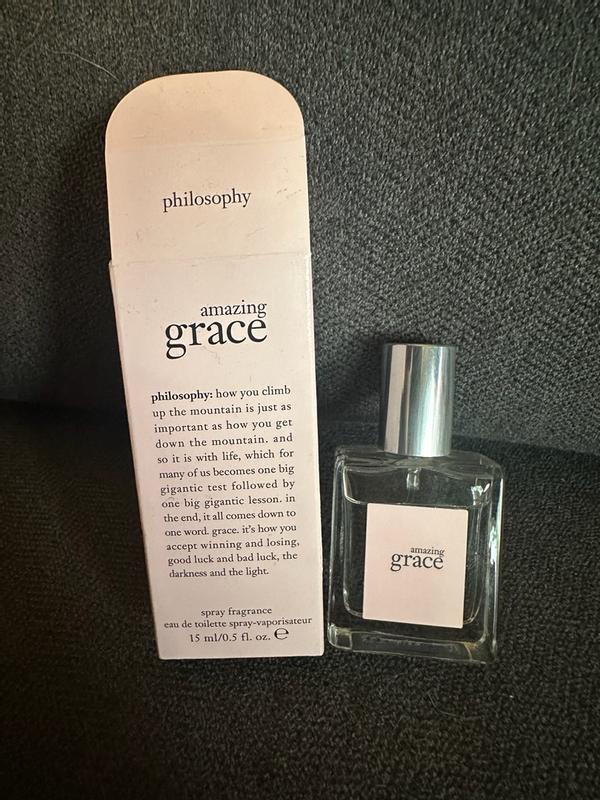 philosophy
amazing
grace
philosophy: how you climb
up the mountain is just as
important as how you get
down the mountain. and
so it is with life, which for
many of us becomes one big
gigantic test followed by
one big gigantic lesson. in
the end, it all comes down to
one word. grace. it's how you
accept winning and losing,
good luck and bad luck, the
darkness and the light.
spray fragrance
eau de toilette spray-vaporisateur
15 ml/0.5 fl. oz. ℮
amazing
grace